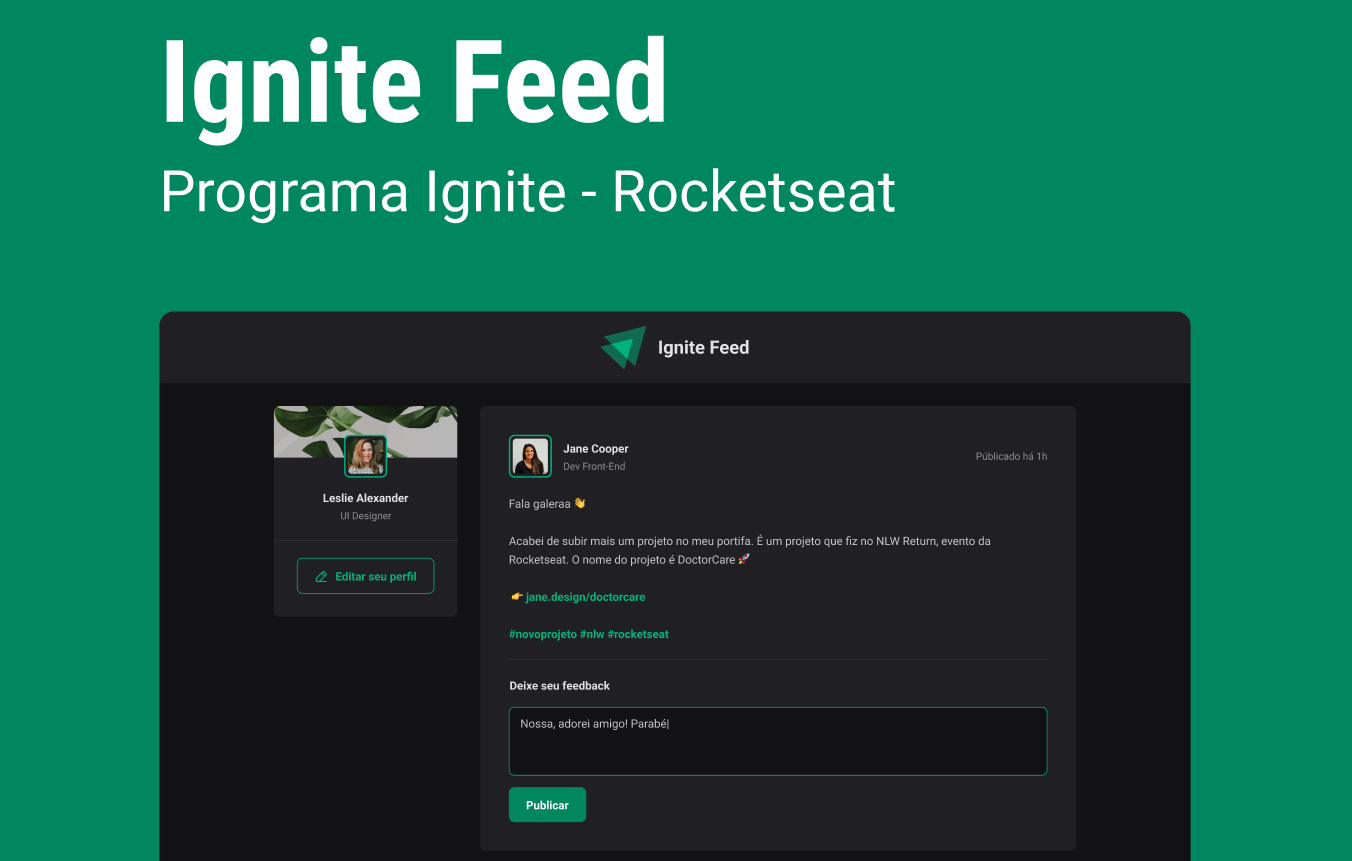 Ignite Feed
Programa Ignite - Rocketseat
Ignite Feed
Leslie Alexander
UI Designer
Editar seu perfil
Jane Cooper
Dev Front-End
Públicado há 1h
Fala galeraa 👋
Acabei de subir mais um projeto no meu portifa. É um projeto que fiz no NLW Return, evento da
Rocketseat. O nome do projeto é DoctorCare 🚀
👉 jane.design/doctorcare
#novoprojeto #nlw #rocketseat
Deixe seu feedback
Nossa, adorei amigo! Parabé|
Publicar